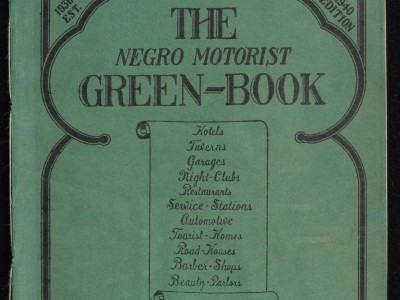 1936
EST.
1940
EDITION
THE
NEGRO MOTORIST
GREEN-BOOK
Hotels
Taverns
Garages
Night-Clubs
Restaurants
Service-Stations
Automotive
Tourist-Homes
Road-Houses
Barber-Shops
Beauty-Parlors